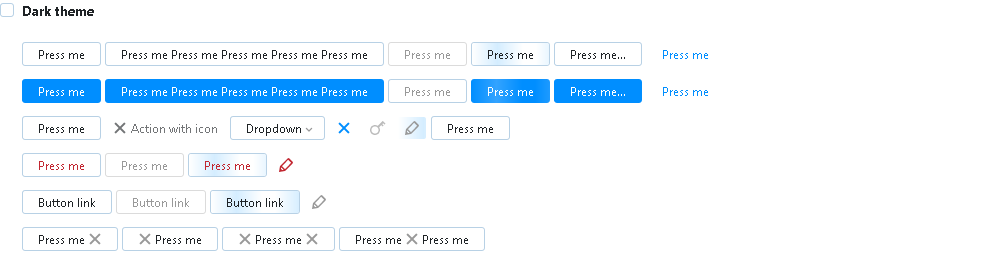 Dark theme
Press me Press me Press me Press me Press me Press me Press me Press me Press me... Press me
Press me Press me Press me Press me Press me Press me Press me Press me Press me... Press me
Press me Action with icon Dropdown Press me
Press me Press me Press me
Button link Button link Button link
Press me Press me Press me Press me Press me